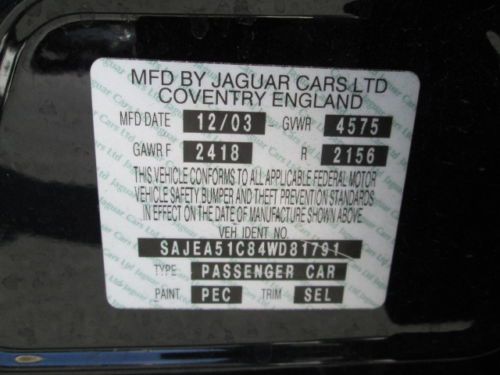 MFD BY JAGUAR CARS LTD
COVENTRY ENGLAND
MFD DATE 12/03 GVWR 4575
GAWR F 2418 R 2156
THIS VEHICLE CONFORMS TO ALL APPLICABLE FEDERAL MOTOR
VEHICLE SAFETY BUMPER AND THEFT PREVENTION STANDARDS
IN EFFECT ON THE DATE OF MANUFACTURE SHOWN ABOVE.
VEH IDENT NO.
SAJEA51C84WD81791
TYPE PASSENGER CAR
PAINT PEC TRIM SEL